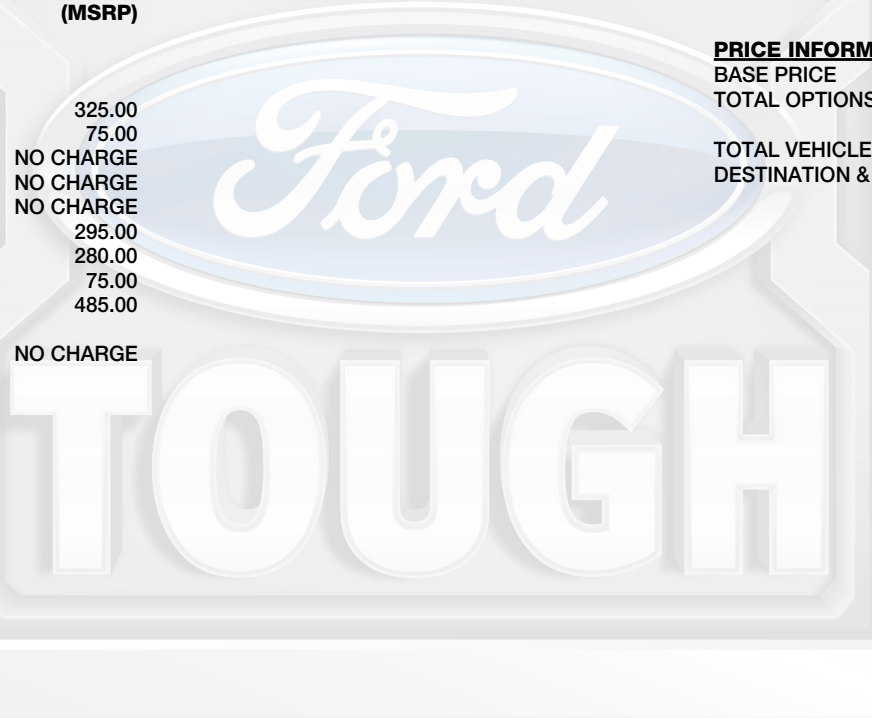 (MSRP)
325.00
75.00
NO CHARGE
NO CHARGE
NO CHARGE
295.00
280.00
75.00
485.00
NO CHARGE
PRICE INFORM
BASE PRICE
TOTAL OPTIONS
TOTAL VEHICLE
DESTINATION &
Ford
TOUGH